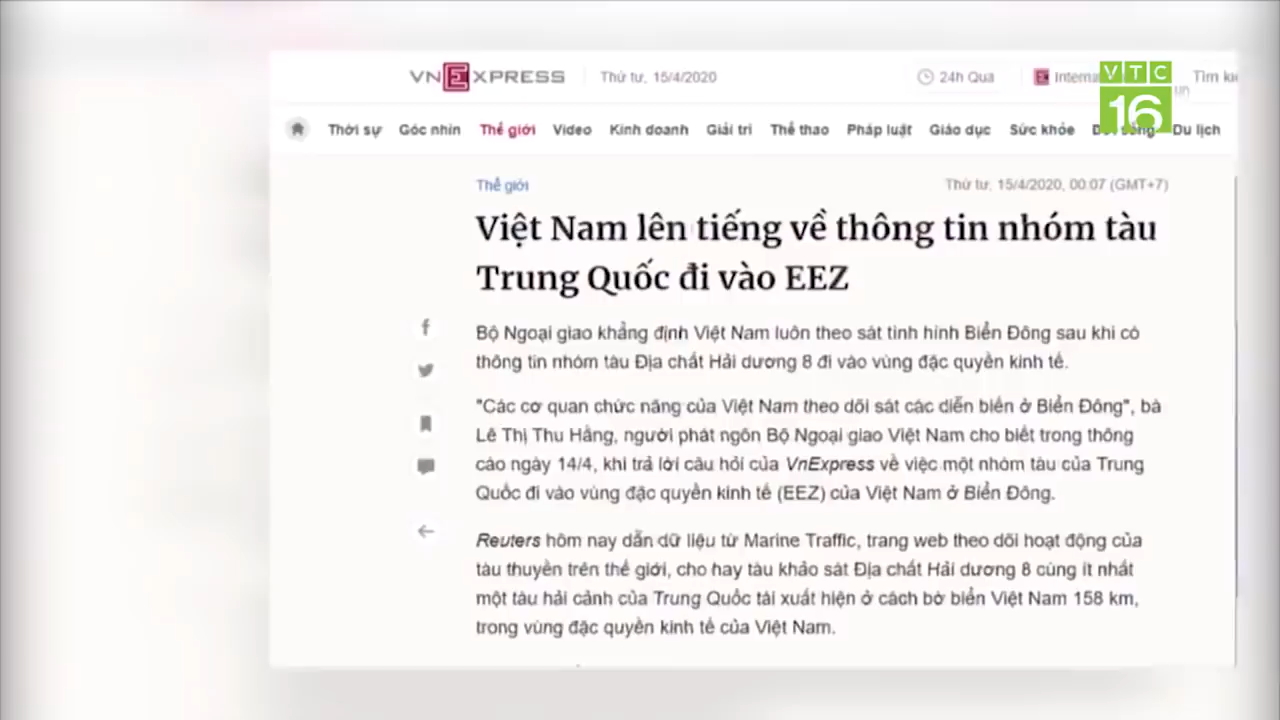 VNEXPRESS
Thứ tư, 15/4/2020
24h Qua
VTC
16
Thời sự Góc nhìn Thế giới Video Kinh doanh Giải trí Thể thao Pháp luật Giáo dục Sức khỏe Du lịch
Thế giới
Thứ tư, 15/4/2020, 00:07 (GMT+7)
Việt Nam lên tiếng về thông tin nhóm tàu
Trung Quốc đi vào EEZ
Bộ Ngoại giao khẳng định Việt Nam luôn theo sát tình hình Biển Đông sau khi có
thông tin nhóm tàu Địa chất Hải dương 8 đi vào vùng đặc quyền kinh tế.
"Các cơ quan chức năng của Việt Nam theo dõi sát các diễn biến ở Biển Đông", bà
Lê Thị Thu Hằng, người phát ngôn Bộ Ngoại giao Việt Nam cho biết trong thông
cáo ngày 14/4, khi trả lời câu hỏi của VnExpress về việc một nhóm tàu của Trung
Quốc đi vào vùng đặc quyền kinh tế (EEZ) của Việt Nam ở Biển Đông.
Reuters hôm nay dẫn dữ liệu từ Marine Traffic, trang web theo dõi hoạt động của
tàu thuyền trên thế giới, cho hay tàu khảo sát Địa chất Hải dương 8 cùng ít nhất
một tàu hải cảnh của Trung Quốc tái xuất hiện ở cách bờ biển Việt Nam 158 km,
trong vùng đặc quyền kinh tế của Việt Nam.